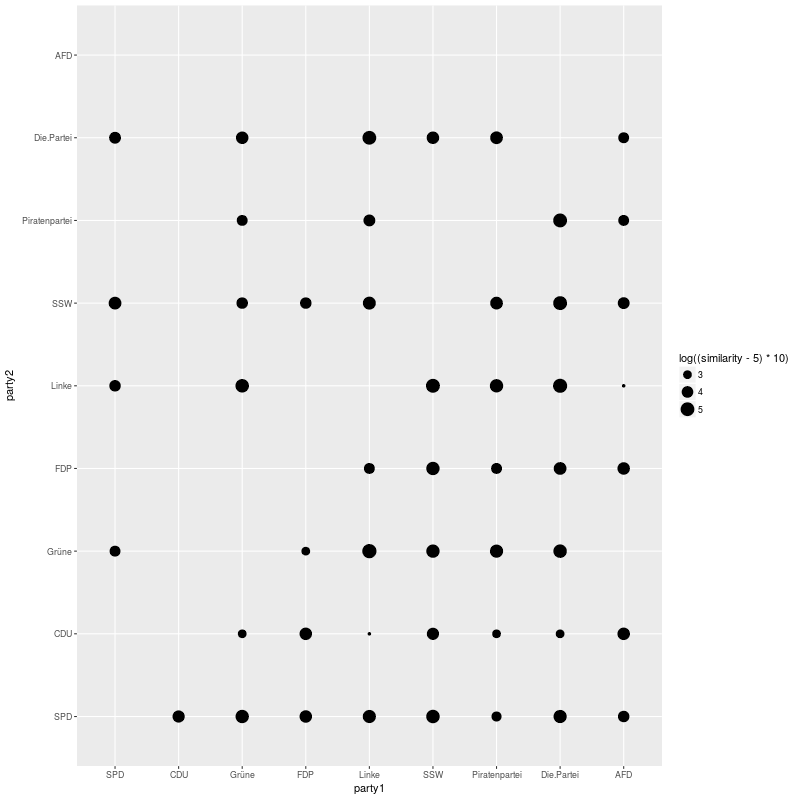 AFD
Die.Partei
Piratenpartei
SSW
Linke
FDP
Grüne
CDU
SPD
party2
SPD CDU Grüne FDP Linke SSW Piratenpartei Die.Partei AFD
party1
log((similarity - 5) * 10)
3
4
5